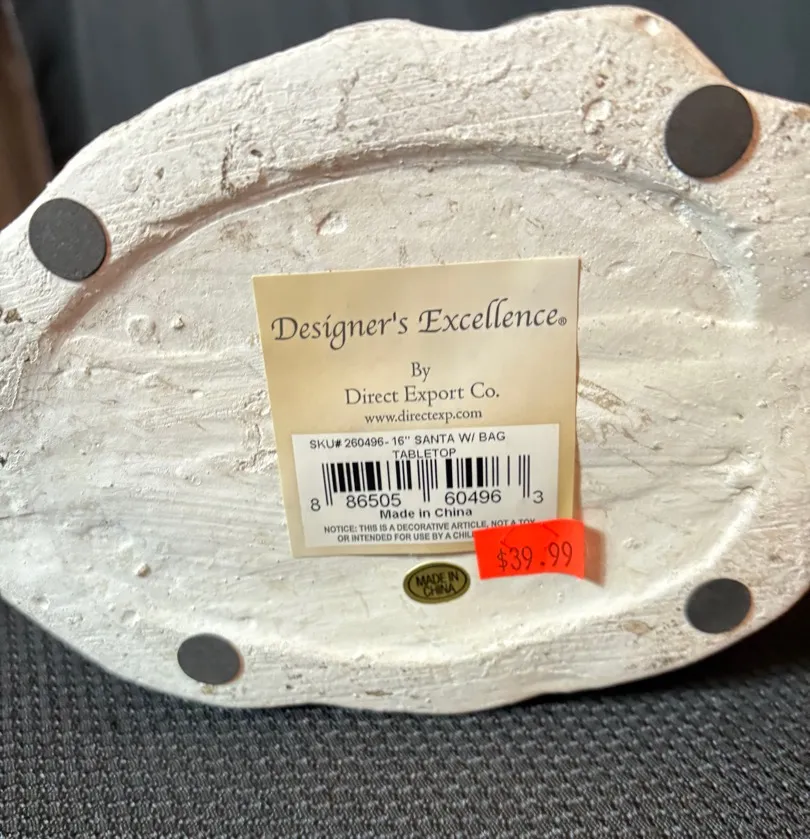 Designer's Excellence®
By
Direct Export Co.
www.directexp.com
SKU# 260496- 16" SANTA W/ BAG
TABLETOP
8 86505 60496 3
Made in China
NOTICE: THIS IS A DECORATIVE ARTICLE, NOT A TOY
OR INTENDED FOR USE BY A
$39.99
MADE IN
CHINA